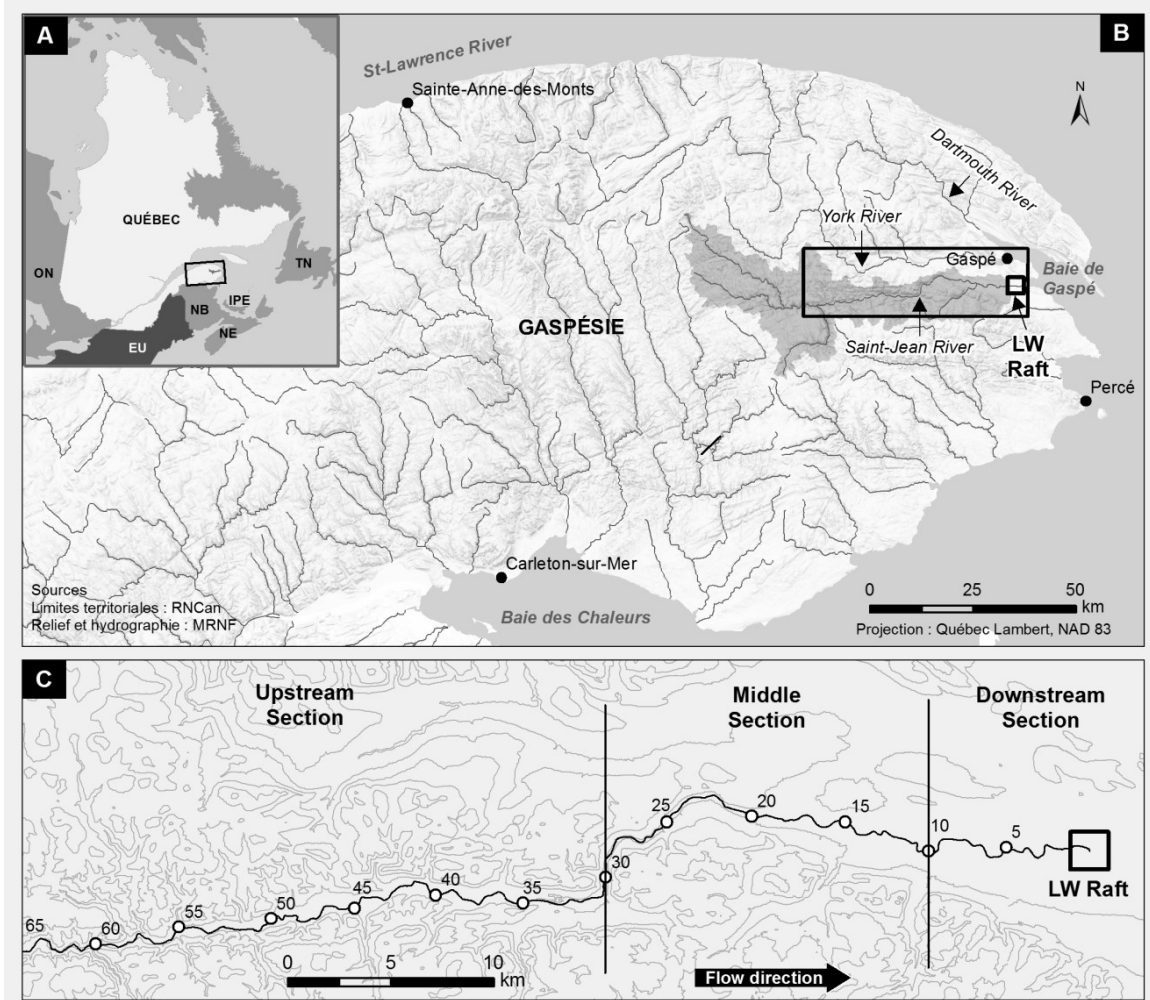 A
QUÉBEC
ON
TN
NB
IPE
NE
EU
B
St-Lawrence River
Sainte-Anne-des-Monts
N
Dartmouth River
York River
Gaspé
Baie de
Gaspé
GASPÉSIE
Saint-Jean River
LW
Raft
Percé
Carleton-sur-Mer
Baie des Chaleurs
Sources
Limites territoriales : RNCan
Relief et hydrographie : MRNF
0 25 50
km
Projection : Québec Lambert, NAD 83
C
Upstream
Section
Middle
Section
Downstream
Section
65 60 55 50 45 40 35 30 25 20 15 10 5
LW Raft
0 5 10
km
Flow direction